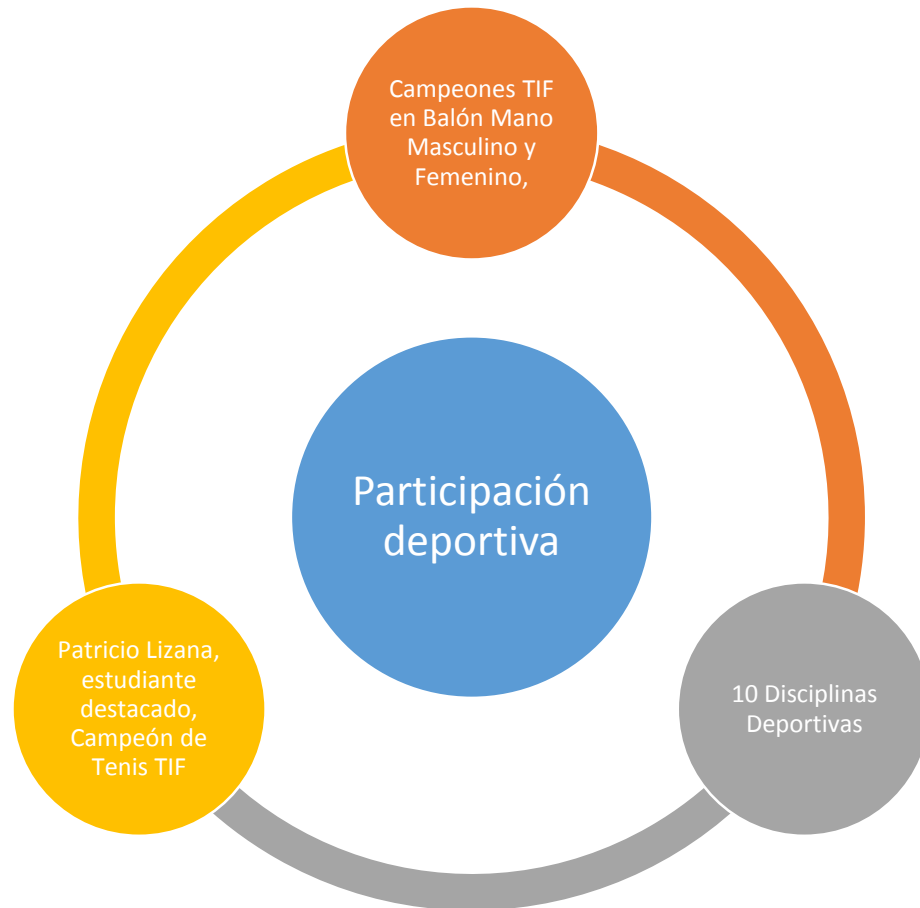 Campeones TIF
en Balón Mano
Masculino y
Femenino,
Participación
deportiva
Patricio Lizana,
estudiante
destacado,
Campeón de
Tenis TIF
10 Disciplinas
Deportivas